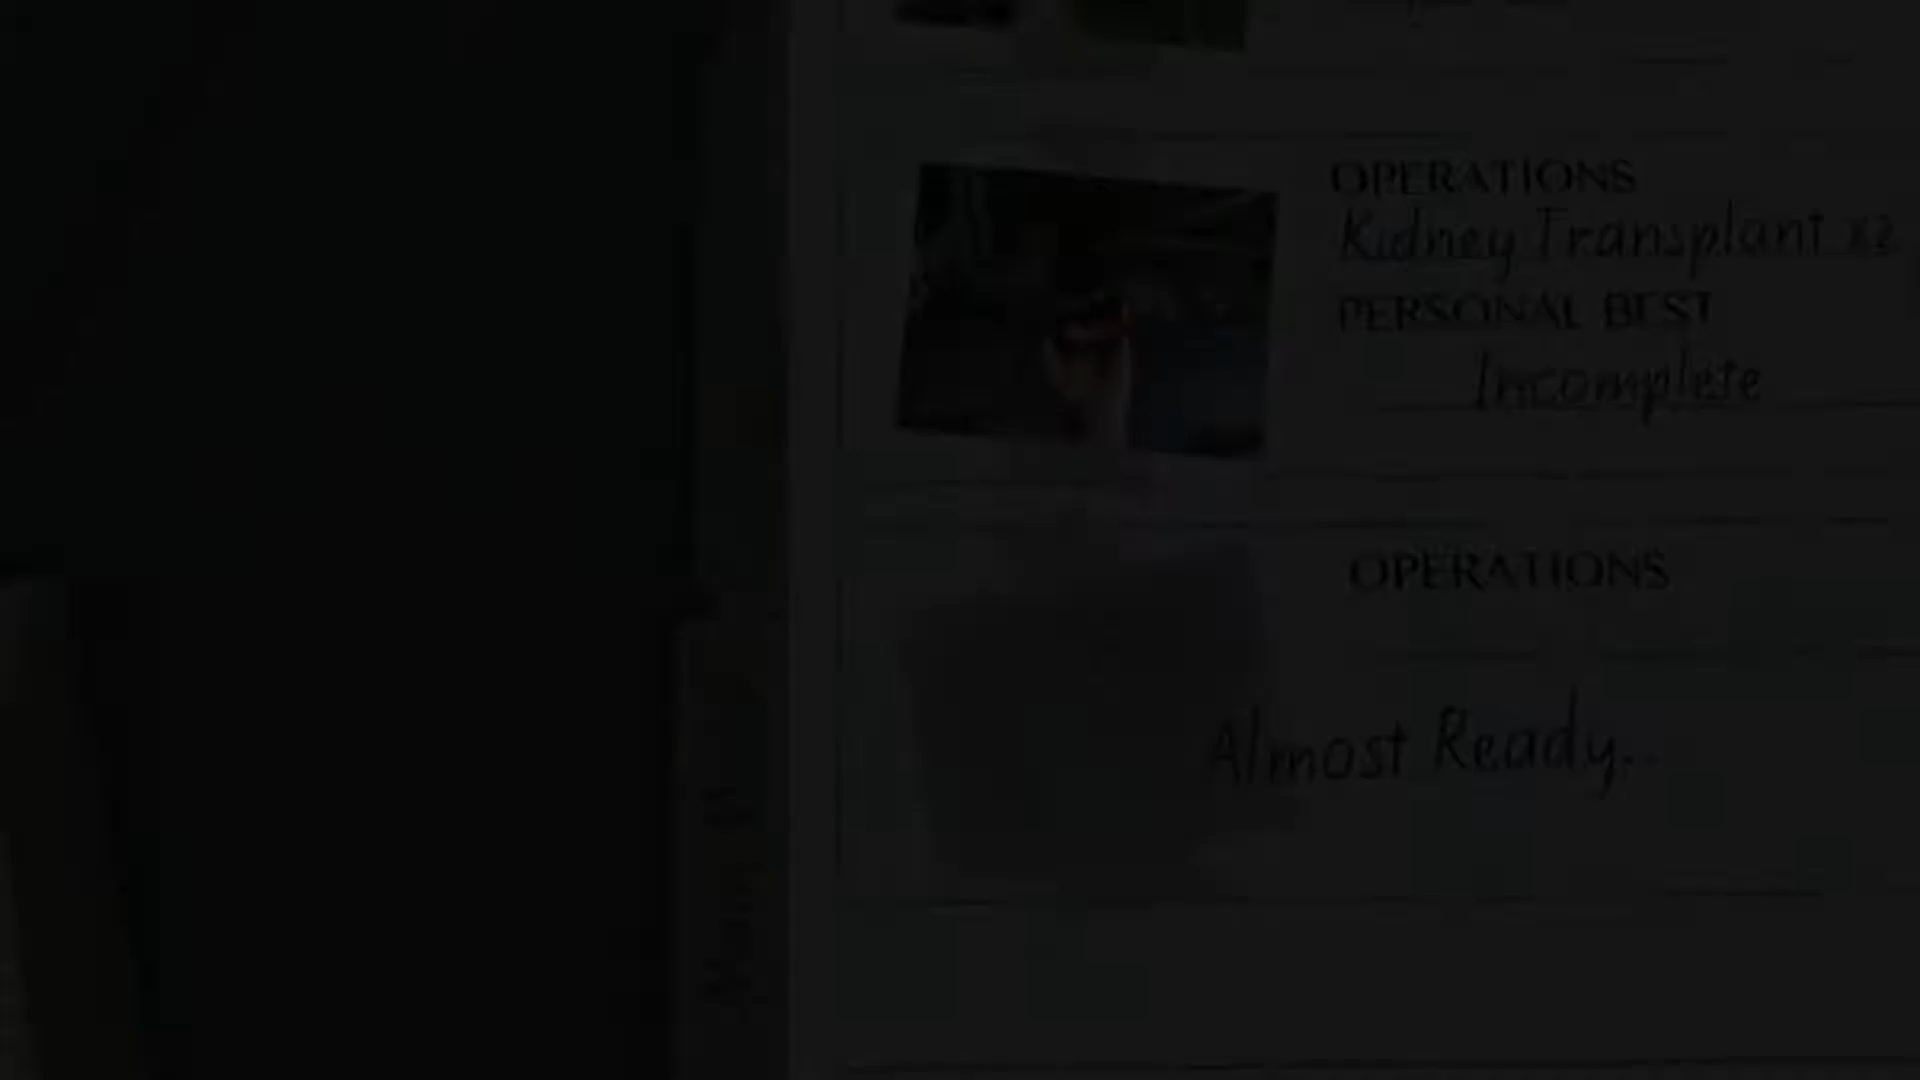 OPERATIONS
Kidney Transplant x2
PERSONAL BEST
Incomplete
OPERATIONS
Almost Ready...